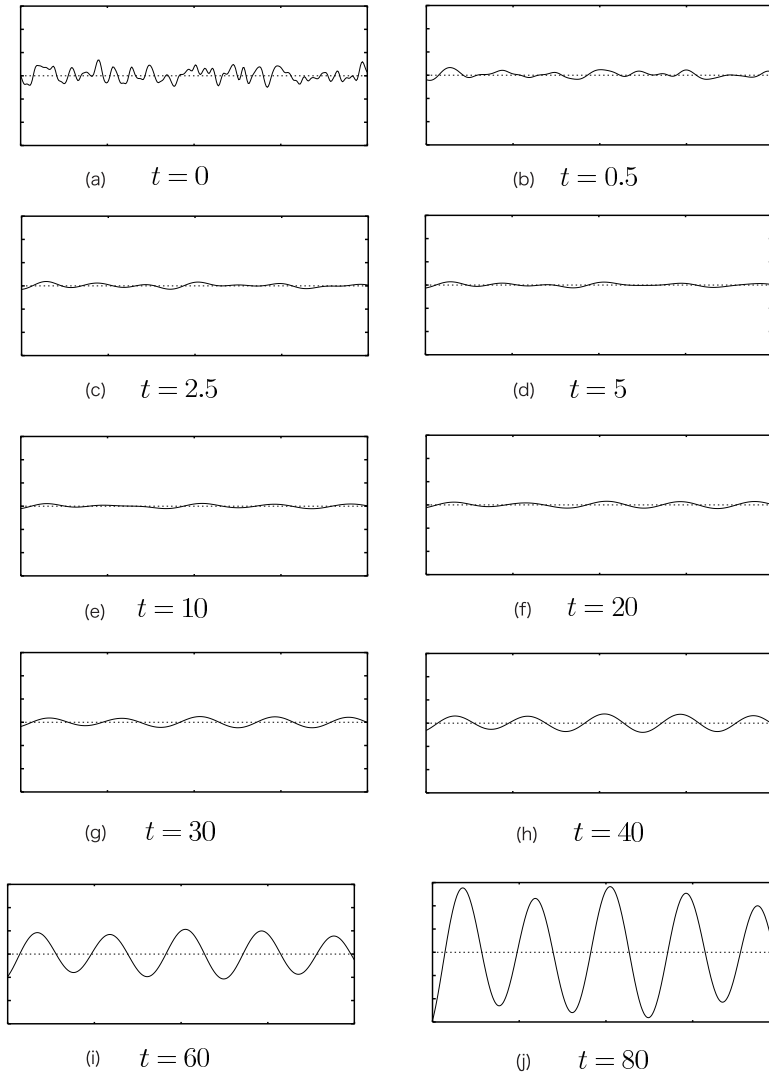 (a) t = 0
(b) t = 0.5
(c) t = 2.5
(d) t = 5
(e) t = 10
(f) t = 20
(g) t = 30
(h) t = 40
(i) t = 60
(j) t = 80